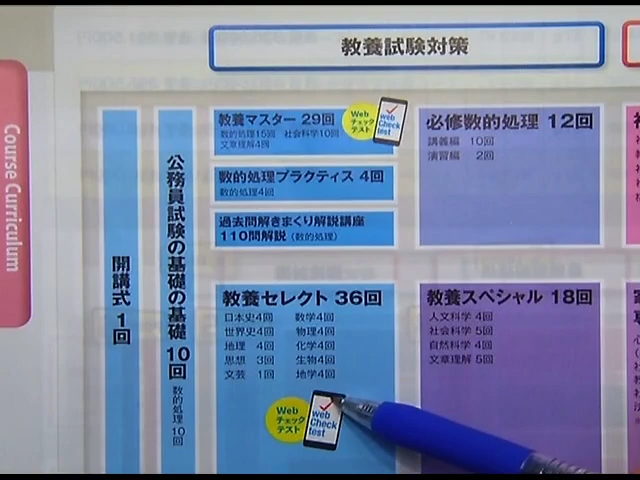 Course Curriculum
教養試験対策
開講式 1回
公務員試験の基礎の基礎 10回
数的処理 10回
教養マスター 29回
数的処理15回 社会科学10回
文章理解4回
Web
チェック
テスト
web
Check
test
数的処理プラクティス 4回
数的処理4回
過去問解きまくり解説講座
110問解説(数的処理)
必修数的処理 12回
講義編 10回
演習編 2回
教養セレクト 36回
日本史4回 数学4回
世界史4回 物理4回
地理 4回 化学4回
思想 3回 生物4回
文芸 1回 地学4回
Web
チェック
テスト
web
Check
test
教養スペシャル 18回
人文科学 4回
社会科学 5回
自然科学 4回
文章理解 5回